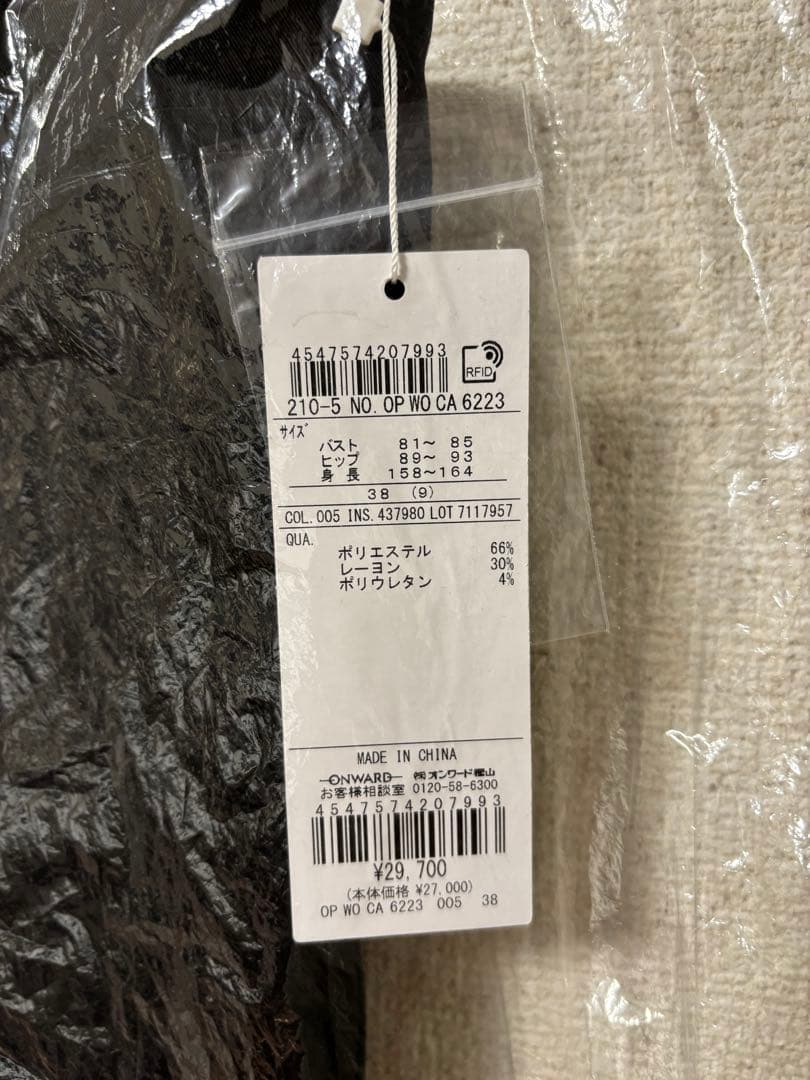 4547574207993
RFID
210-5 NO. OP WO CA 6223
サイズ
バスト 81～ 85
ヒップ 89～ 93
身 長 158～164
38 (9)
COL. 005 INS. 437980 LOT 7117957
QUA.
ポリエステル 66%
レーヨン 30%
ポリウレタン 4%
MADE IN CHINA
ONWARD ㈱オンワード樫山
お客様相談室 0120-58-6300
4547574207993
¥29,700
(本体価格 ¥27,000)
OP WO CA 6223 005 38